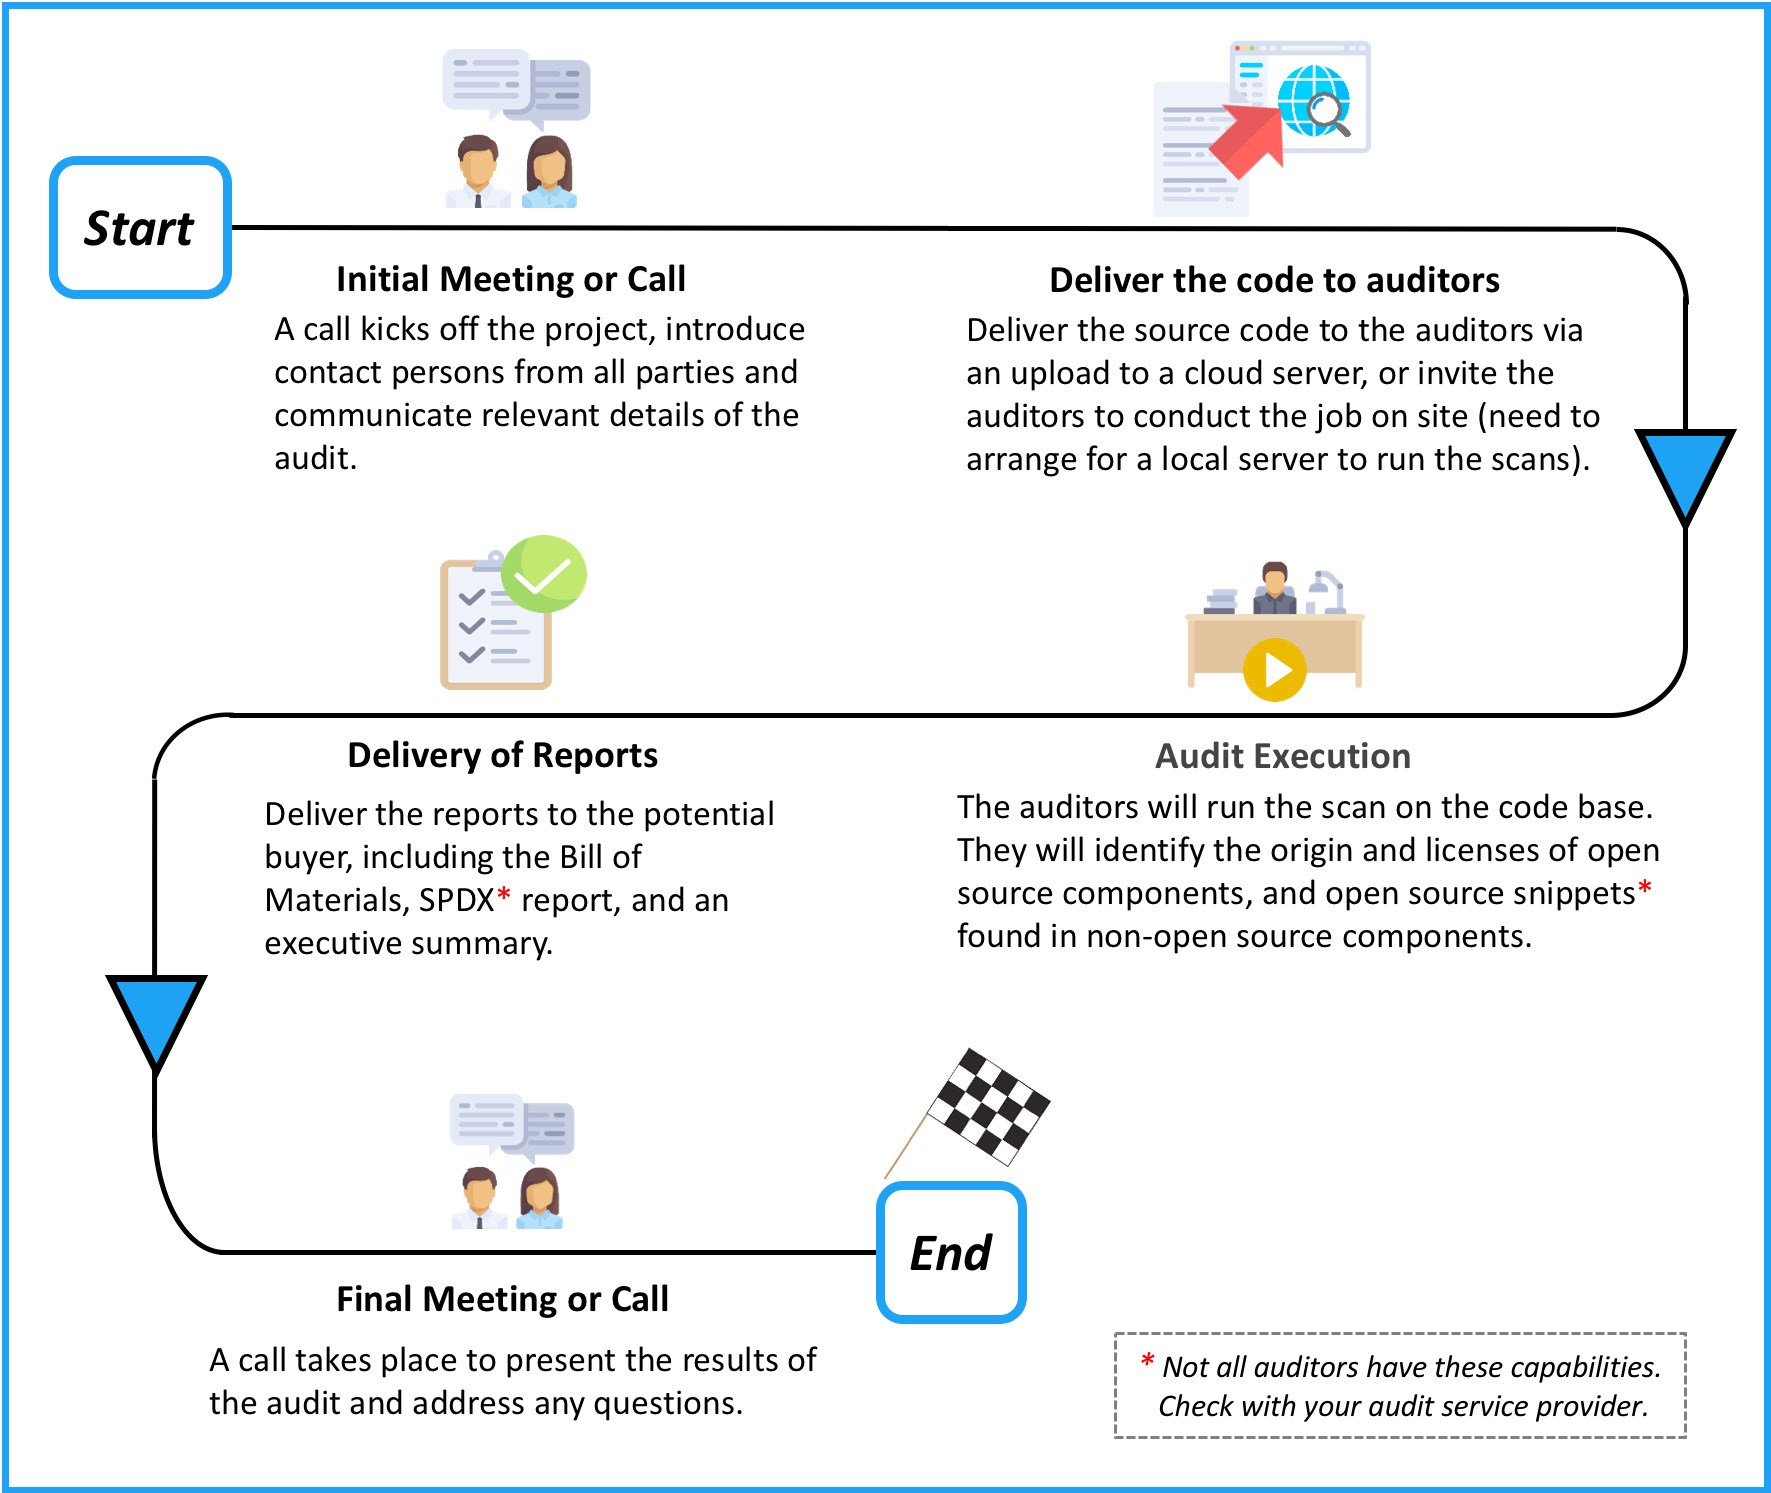 Start
Initial Meeting or Call
A call kicks off the project, introduce
contact persons from all parties and
communicate relevant details of the
audit.
Deliver the code to auditors
Deliver the source code to the auditors via
an upload to a cloud server, or invite the
auditors to conduct the job on site (need to
arrange for a local server to run the scans).
Audit Execution
The auditors will run the scan on the code base.
They will identify the origin and licenses of open
source components, and open source snippets*
found in non-open source components.
Delivery of Reports
Deliver the reports to the potential
buyer, including the Bill of
Materials, SPDX* report, and an
executive summary.
Final Meeting or Call
A call takes place to present the results of
the audit and address any questions.
End
* Not all auditors have these capabilities.
Check with your audit service provider.